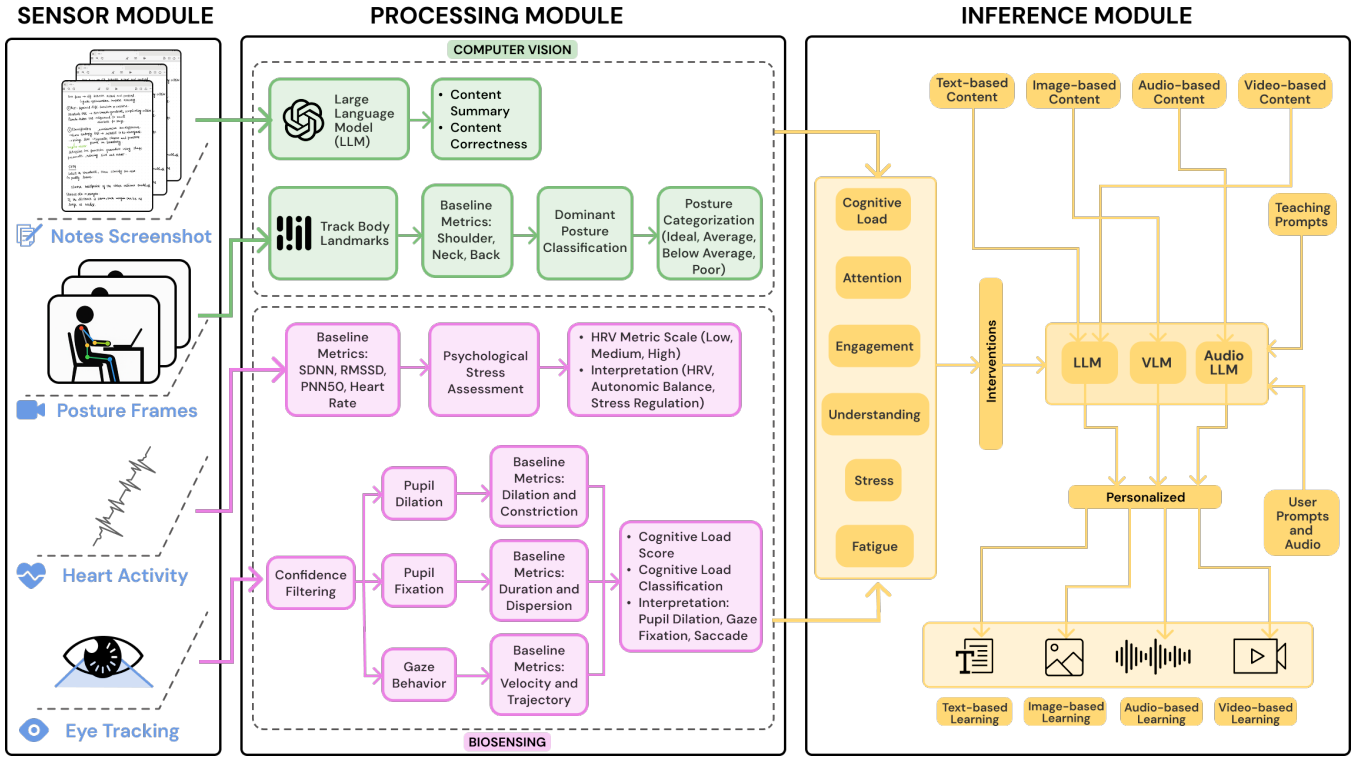 SENSOR MODULE
PROCESSING MODULE
INFERENCE MODULE
Notes Screenshot
Posture Frames
Heart Activity
Eye Tracking
COMPUTER VISION
Large
Language
Model
(LLM)
• Content
Summary
• Content
Correctness
Track Body
Landmarks
Baseline
Metrics:
Shoulder,
Neck, Back
Dominant
Posture
Classification
Posture
Categorization
(Ideal, Average,
Below Average,
Poor)
Baseline
Metrics:
SDNN, RMSSD,
PNN50, Heart
Rate
Psychological
Stress
Assessment
• HRV Metric Scale (Low,
Medium, High)
• Interpretation (HRV,
Autonomic Balance,
Stress Regulation)
Confidence
Filtering
Pupil
Dilation
Baseline
Metrics:
Dilation and
Constriction
Pupil
Fixation
Baseline
Metrics:
Duration and
Dispersion
Gaze
Behavior
Baseline
Metrics:
Velocity and
Trajectory
• Cognitive Load
Score
• Cognitive Load
Classification
• Interpretation:
Pupil Dilation, Gaze
Fixation, Saccade
BIOSENSING
Cognitive
Load
Attention
Engagement
Understanding
Stress
Fatigue
Interventions
Text-based
Content
Image-based
Content
Audio-based
Content
Video-based
Content
Teaching
Prompts
LLM
VLM
Audio
LLM
Personalized
User
Prompts
and
Audio
T
Text-based
Learning
Image-based
Learning
Audio-based
Learning
Video-based
Learning